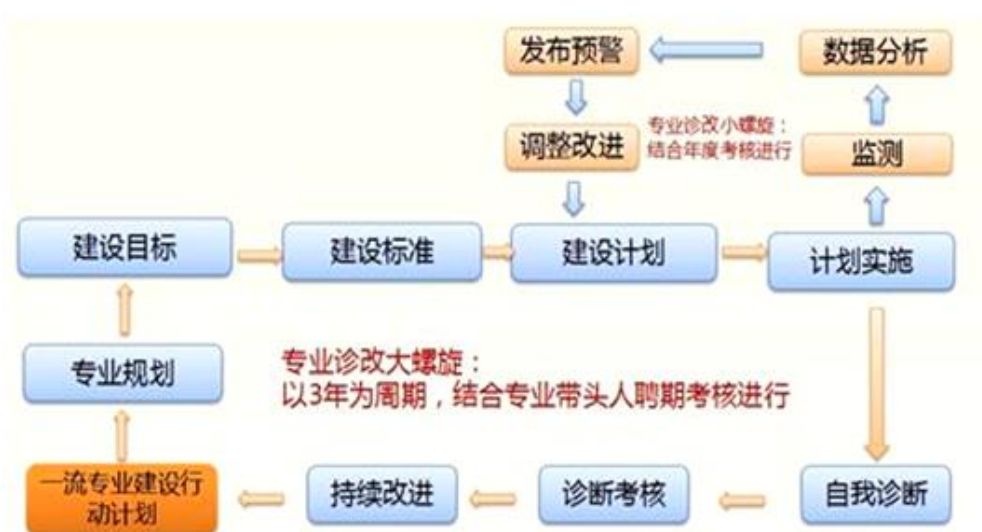 发布预警
数据分析
调整改进
专业诊改小螺旋：
结合年度考核进行
监测
建设目标
建设标准
建设计划
计划实施
专业规划
专业诊改大螺旋：
以3年为周期，结合专业带头人聘期考核进行
一流专业建设行
动计划
持续改进
诊断考核
自我诊断